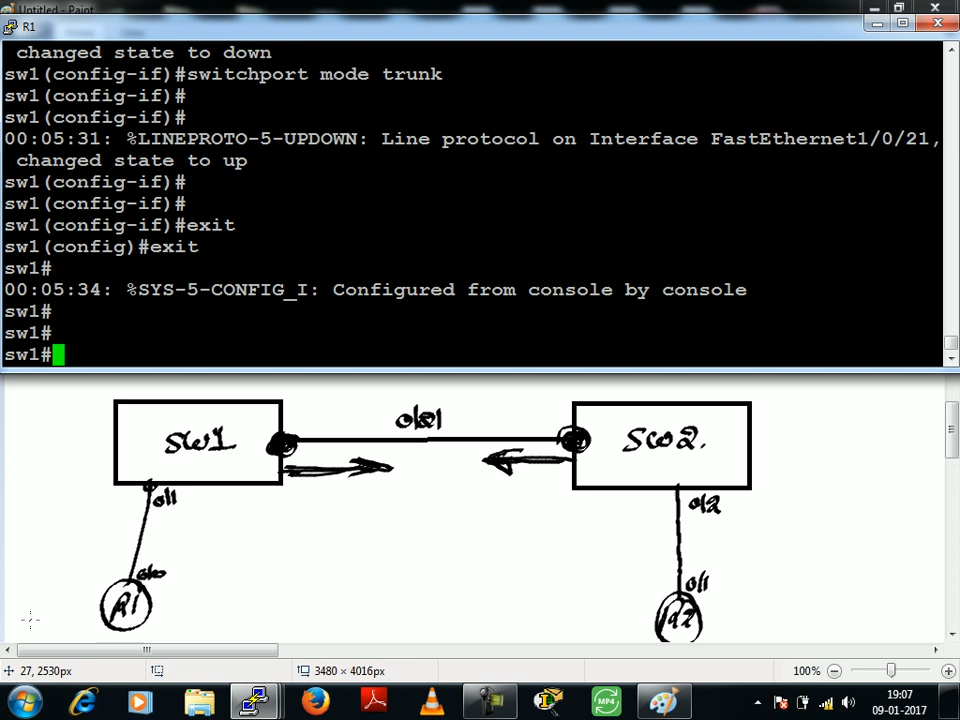 Untitled - Paint
R1
changed state to down
sw1(config-if)#switchport mode trunk
sw1(config-if)#
sw1(config-if)#
00:05:31: %LINEPROTO-5-UPDOWN: Line protocol on Interface FastEthernet1/0/21,
changed state to up
sw1(config-if)#
sw1(config-if)#
sw1(config-if)#exit
sw1(config)#exit
sw1#
00:05:34: %SYS-5-CONFIG_I: Configured from console by console
sw1#
sw1#
sw1#
SW1
0/21
SW2.
0/1
0/2
0/0
0/1
R1
R2
27, 2530px
3480 × 4016px
100%
MP4
19:07
09-01-2017